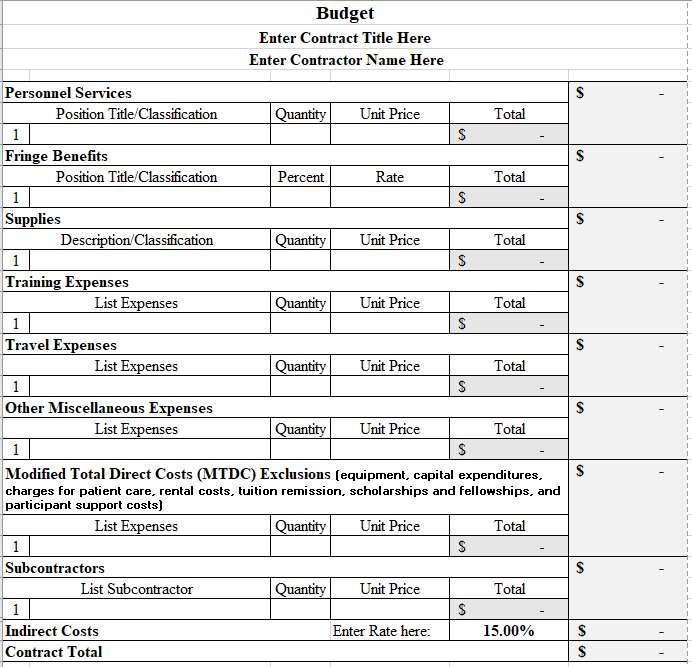 Budget
Enter Contract Title Here
Enter Contractor Name Here
Personnel Services $ -
Position Title/Classification Quantity Unit Price Total
1 $ -
Fringe Benefits $ -
Position Title/Classification Percent Rate Total
1 $ -
Supplies $ -
Description/Classification Quantity Unit Price Total
1 $ -
Training Expenses $ -
List Expenses Quantity Unit Price Total
1 $ -
Travel Expenses $ -
List Expenses Quantity Unit Price Total
1 $ -
Other Miscellaneous Expenses $ -
List Expenses Quantity Unit Price Total
1 $ -
Modified Total Direct Costs (MTDC) Exclusions (equipment, capital expenditures, $ -
charges for patient care, rental costs, tuition remission, scholarships and fellowships, and
participant support costs)
List Expenses Quantity Unit Price Total
1 $ -
Subcontractors $ -
List Subcontractor Quantity Unit Price Total
1 $ -
Indirect Costs Enter Rate here: 15.00% $ -
Contract Total $ -